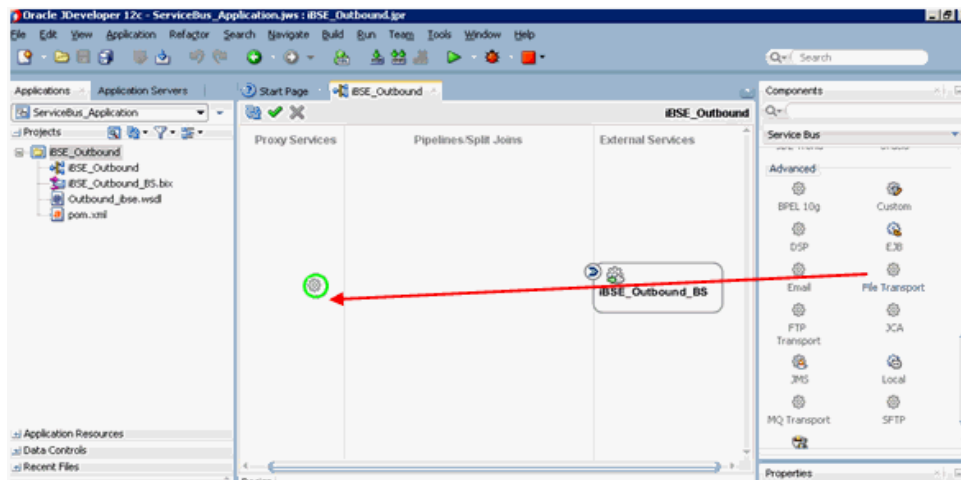 Oracle JDeveloper 12c - ServiceBus_Application.jws : iBSE_Outbound.jpr
File Edit View Application Refactor Search Navigate Build Run Team Tools Window Help
Search
Applications
Application Servers
Start Page
iBSE_Outbound
Components
ServiceBus_Application
iBSE_Outbound
Projects
Service Bus
iBSE_Outbound
iBSE_Outbound
iBSE_Outbound_BS.bix
Outbound_ibse.wsdl
pom.xml
Proxy Services
Pipelines/Split Joins
External Services
iBSE_Outbound_BS
Advanced
BPEL 10g
Custom
DSP
EJB
Email
File Transport
FTP Transport
JCA
JMS
Local
MQ Transport
SFTP
Application Resources
Data Controls
Recent Files
Properties